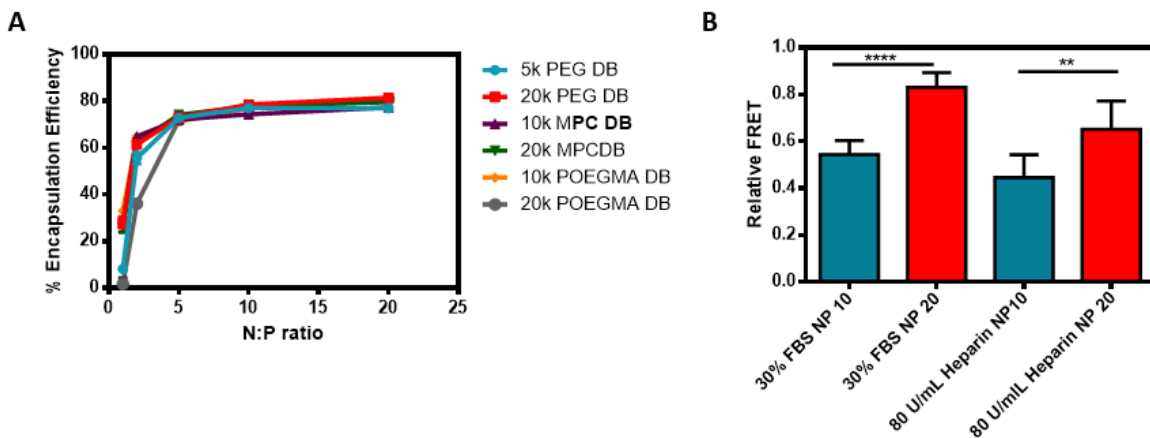 A
% Encapsulation Efficiency
100
80
60
40
20
0
0 5 10 15 20 25
N:P ratio
5k PEG DB
20k PEG DB
10k MPC DB
20k MPCDB
10k POEGMA DB
20k POEGMA DB
B
Relative FRET
1.0
0.8
0.6
0.4
0.2
0.0
****
**
30% FBS NP 10
30% FBS NP 20
80 U/mL Heparin NP10
80 U/mIL Heparin NP 20